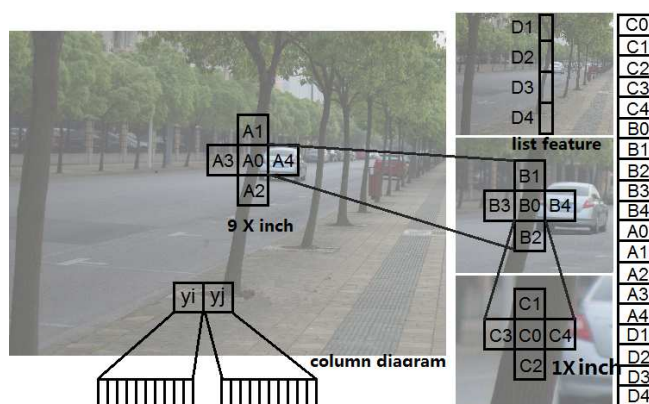 A1
A3 A0 A4
A2
9 X inch
yi yj
column diagram
D1
D2
D3
D4
list feature
B1
B3 B0 B4
B2
C1
C3 C0 C4
C2
1X inch
C0
C1
C2
C3
C4
B0
B1
B2
B3
B4
A0
A1
A2
A3
A4
D1
D2
D3
D4